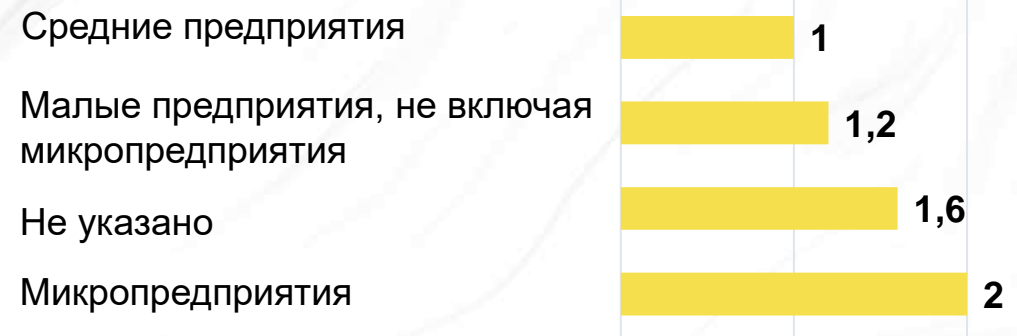 Средние предприятия
1
Малые предприятия, не включая
микропредприятия
1,2
Не указано
1,6
Микропредприятия
2